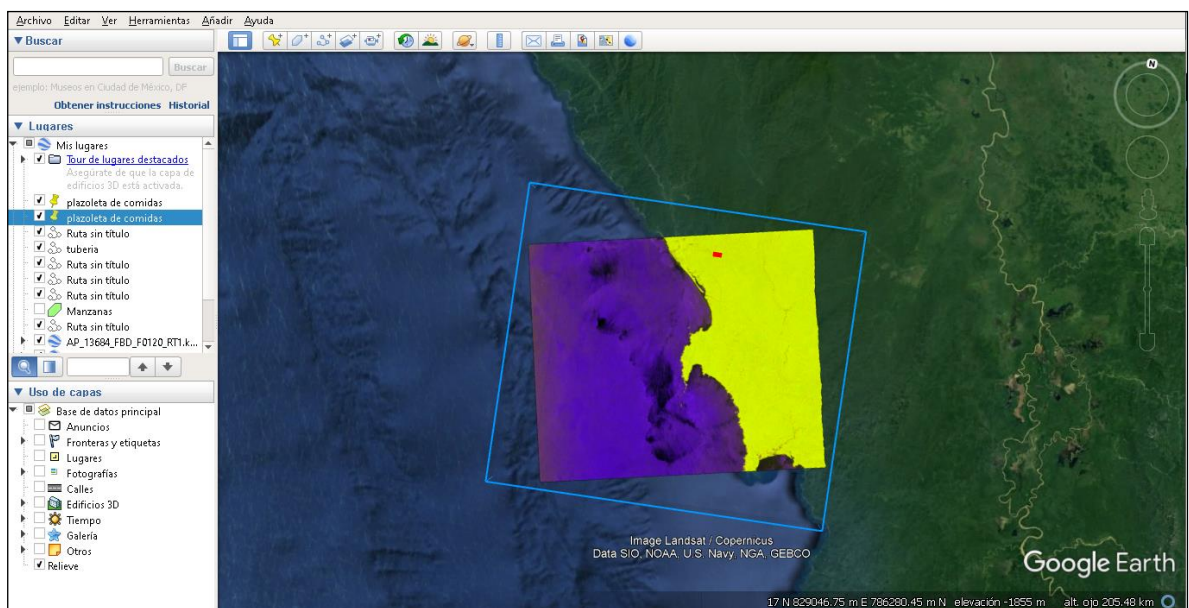 Archivo Editar Ver Herramientas Añadir Ayuda
Buscar
Buscar
ejemplo: Museos en Ciudad de México, DF
Obtener instrucciones Historial
Lugares
Mis lugares
Tour de lugares destacados
Asegúrate de que la capa de
edificios 3D está activada.
plazoleta de comidas
plazoleta de comidas
Ruta sin título
tuberia
Ruta sin título
Ruta sin título
Ruta sin título
Manzanas
Ruta sin título
AP_13684_FBD_F0120_RT1.k...
Uso de capas
Base de datos principal
Anuncios
Fronteras y etiquetas
Lugares
Fotografías
Calles
Edificios 3D
Tiempo
Galería
Otros
Relieve
N
Image Landsat / Copernicus
Data SIO, NOAA, U.S. Navy, NGA, GEBCO
Google Earth
17 N 829046.75 m E 786280.45 m N elevación -1855 m alt. ojo 205.48 km